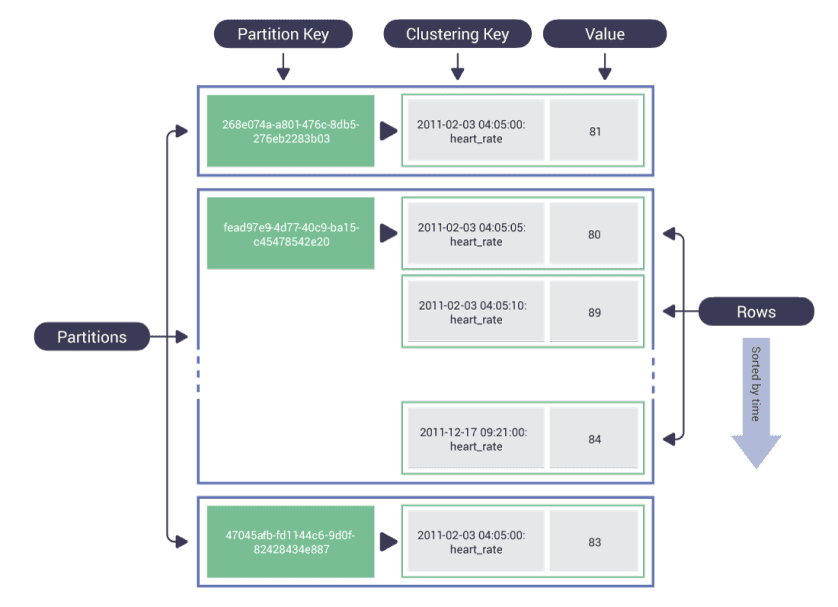 Partition Key
Clustering Key
Value
268e074a-a801-476c-8db5-
276eb2283b03
2011-02-03 04:05:00:
heart_rate
81
fead97e9-4d77-40c9-ba15-
c45478542e20
2011-02-03 04:05:05:
heart_rate
80
2011-02-03 04:05:10:
heart_rate
89
Partitions
Rows
Sorted by time
2011-12-17 09:21:00:
heart_rate
84
47045afb-fd1144c6-9d0f-
82428434e887
2011-02-03 04:05:00:
heart_rate
83